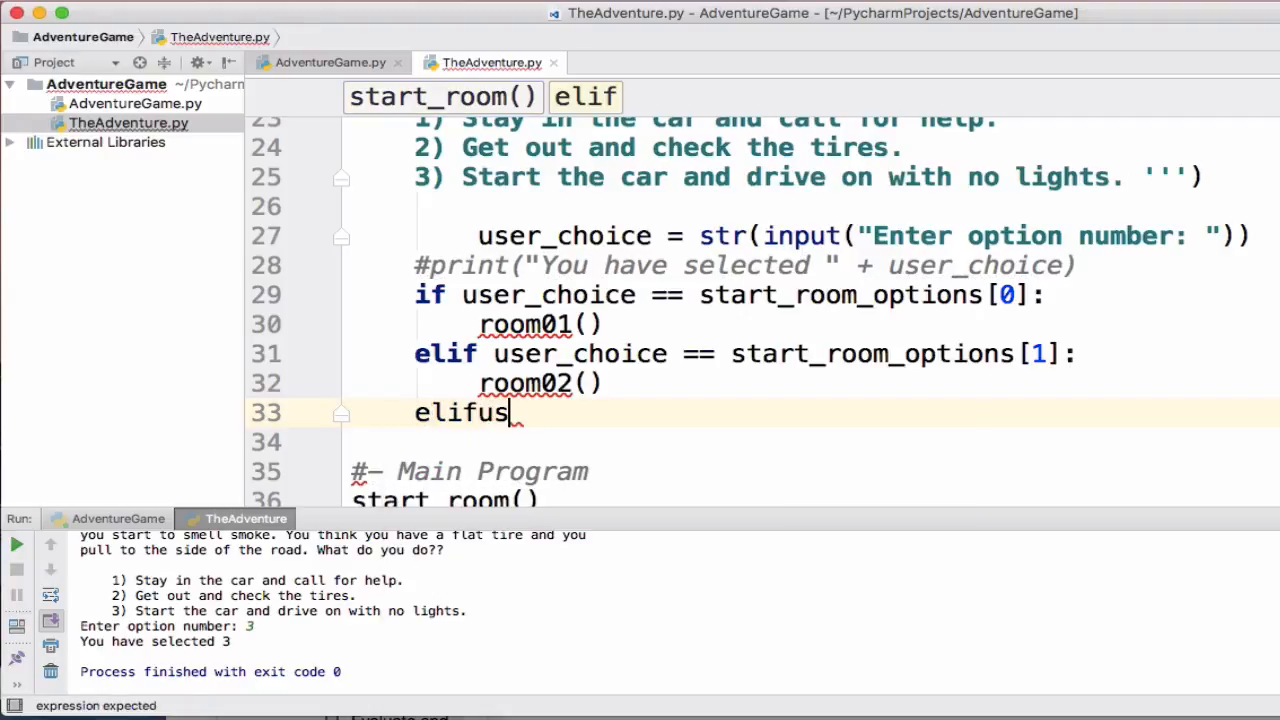 TheAdventure.py - AdventureGame - [~/PycharmProjects/AdventureGame]
AdventureGame TheAdventure.py
Project AdventureGame.py TheAdventure.py
AdventureGame ~/Pycharm
AdventureGame.py
TheAdventure.py
External Libraries
start_room() elif
23 1) Stay in the car and call for help.
24 2) Get out and check the tires.
25 3) Start the car and drive on with no lights. ''')
26
27 user_choice = str(input("Enter option number: "))
28 #print("You have selected " + user_choice)
29 if user_choice == start_room_options[0]:
30 room01()
31 elif user_choice == start_room_options[1]:
32 room02()
33 elifus
34
35 #- Main Program
36 start_room()
Run: AdventureGame TheAdventure
you start to smell smoke. You think you have a flat tire and you
pull to the side of the road. What do you do??
1) Stay in the car and call for help.
2) Get out and check the tires.
3) Start the car and drive on with no lights.
Enter option number: 3
You have selected 3
Process finished with exit code 0
expression expected